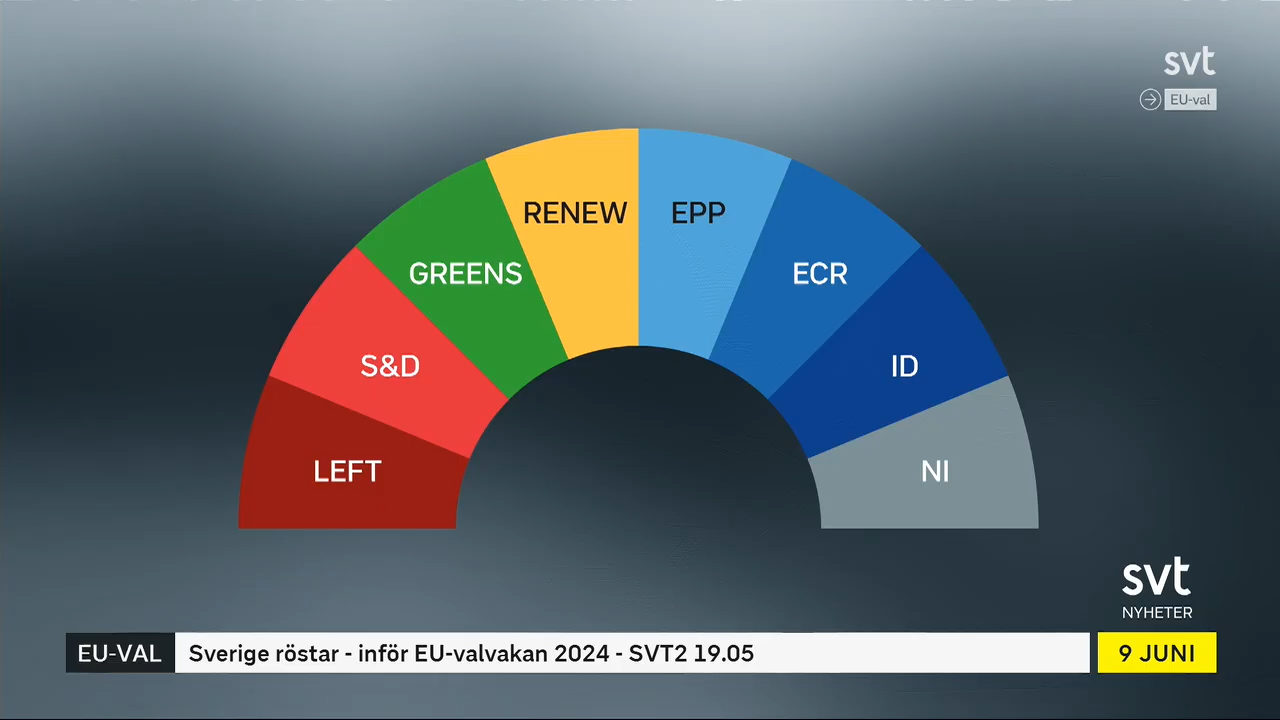 svt
EU-val
RENEW
EPP
GREENS
ECR
S&D
ID
LEFT
NI
svt
NYHETER
EU-VAL
Sverige röstar - inför EU-valvakan 2024 - SVT2 19.05
9 JUNI